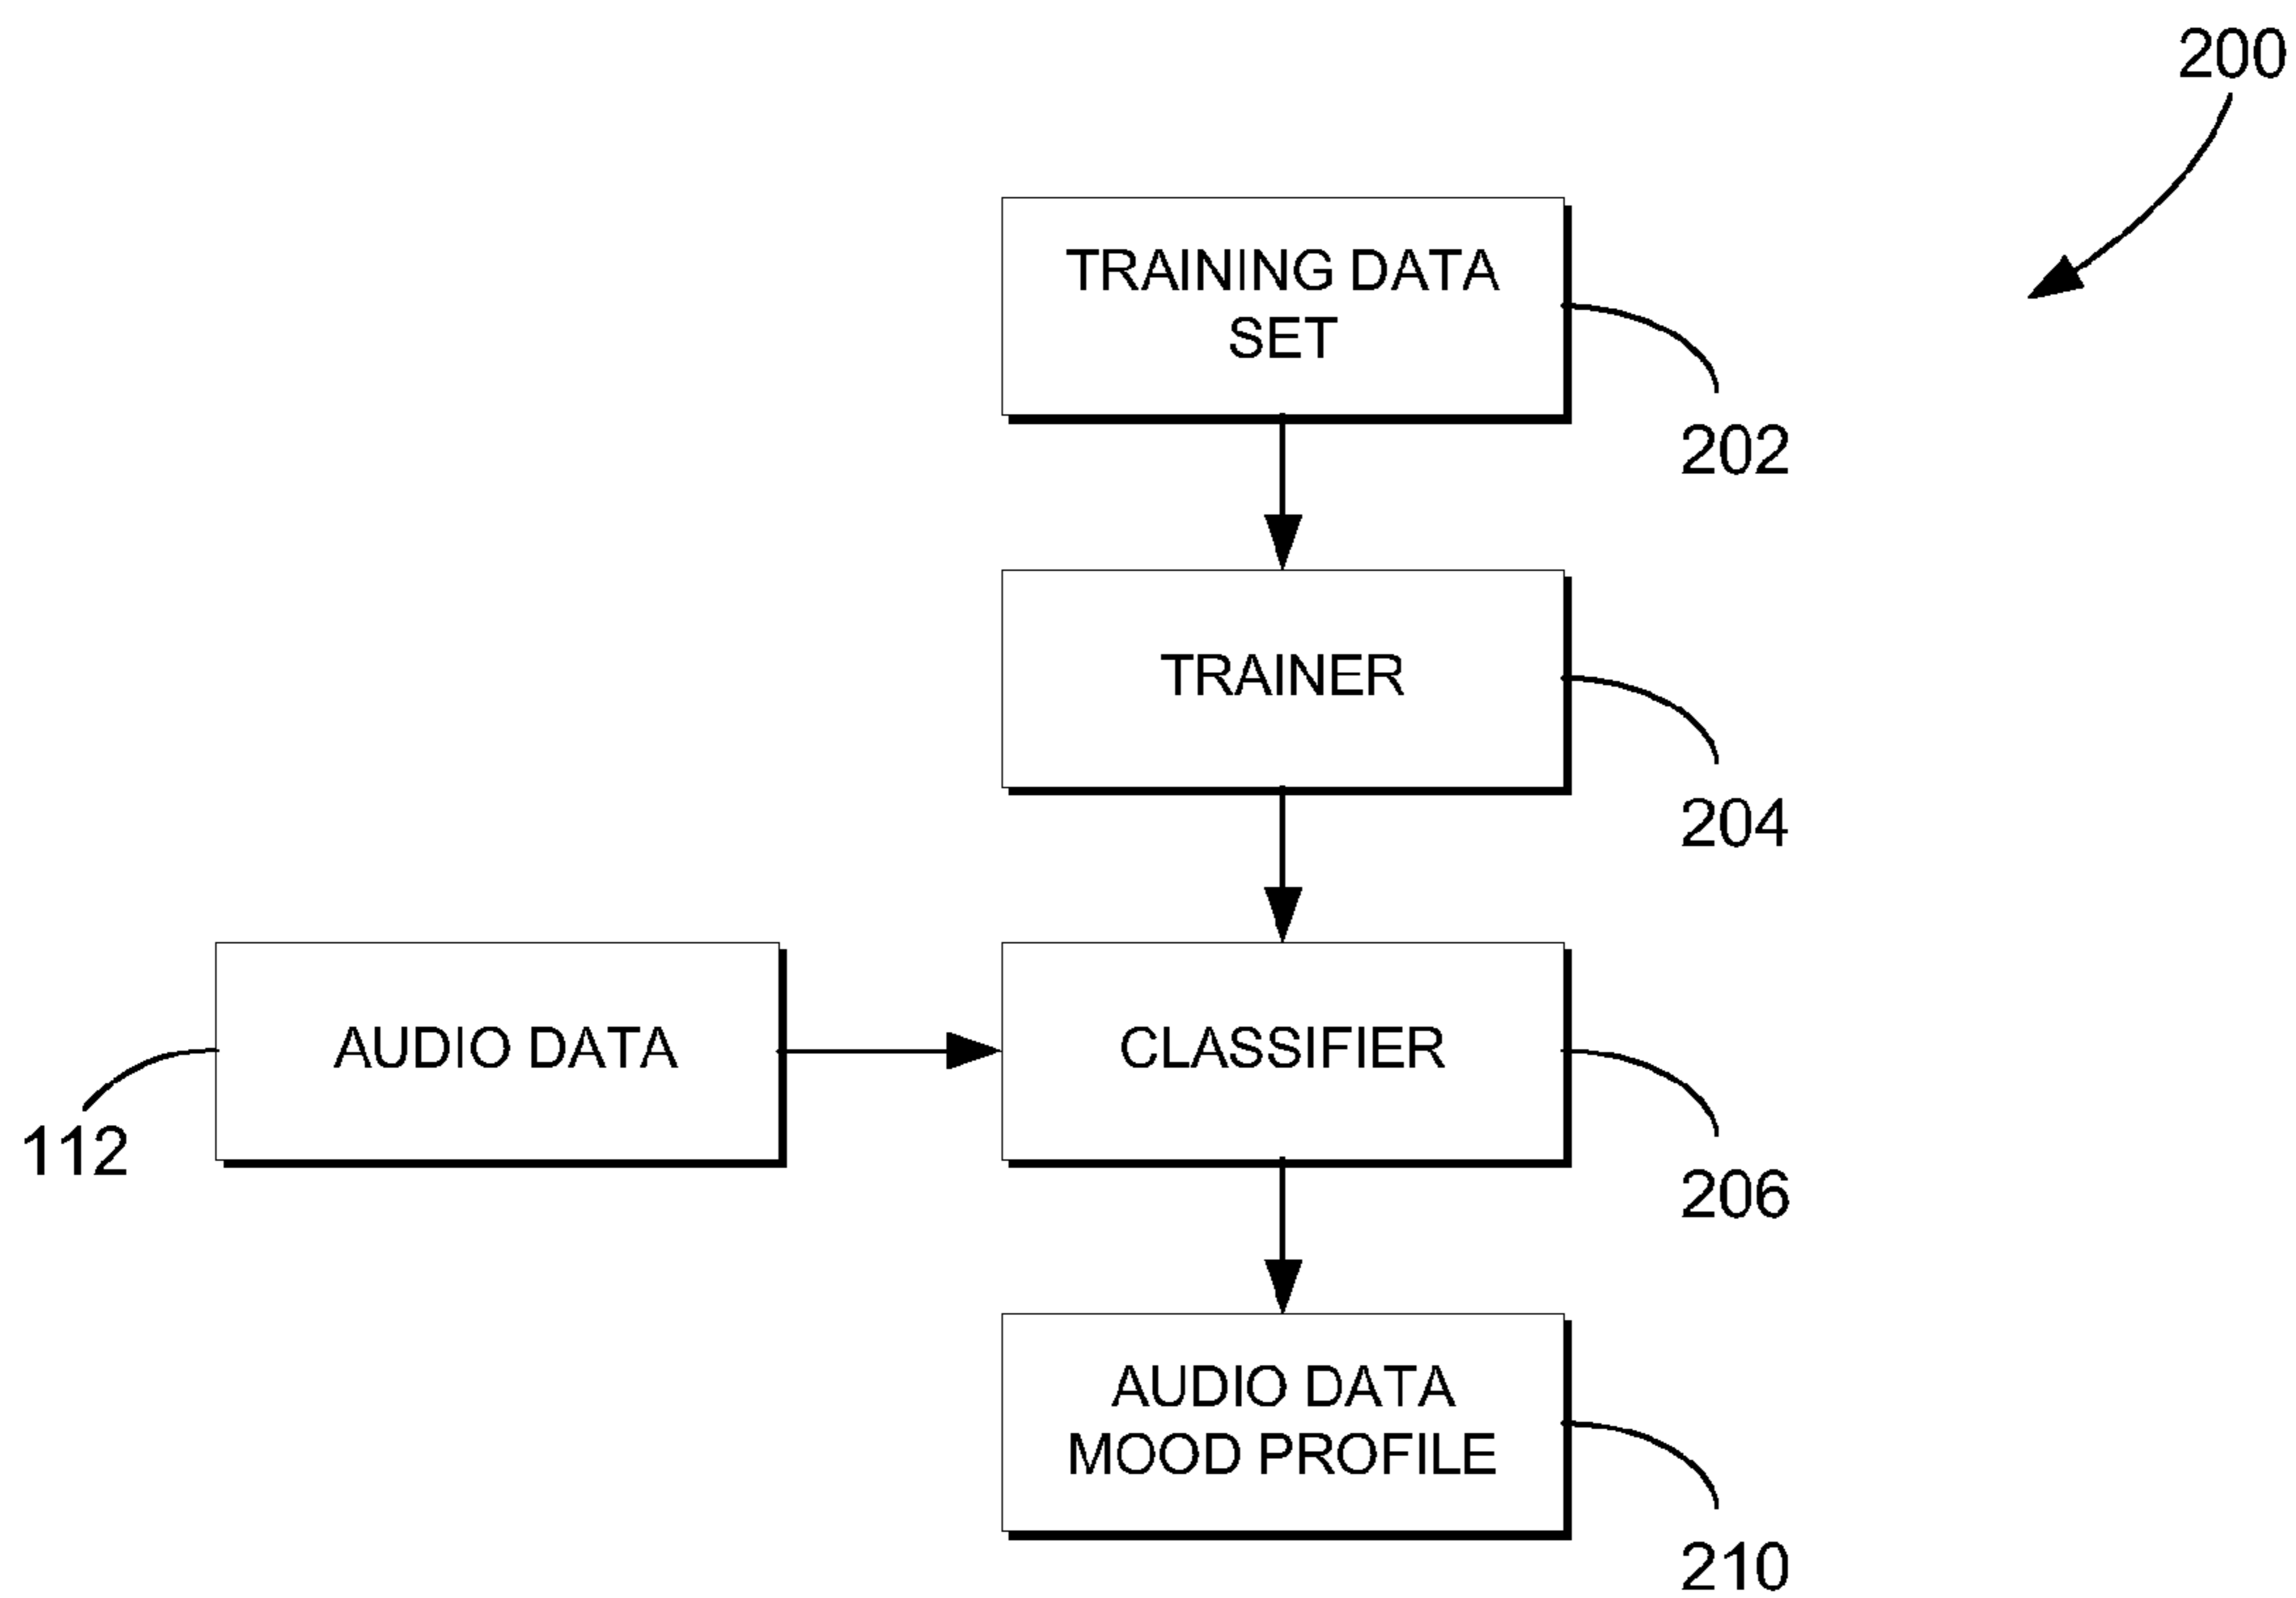 200
TRAINING DATA
SET
202
TRAINER
204
AUDIO DATA
CLASSIFIER
112
206
AUDIO DATA
MOOD PROFILE
210